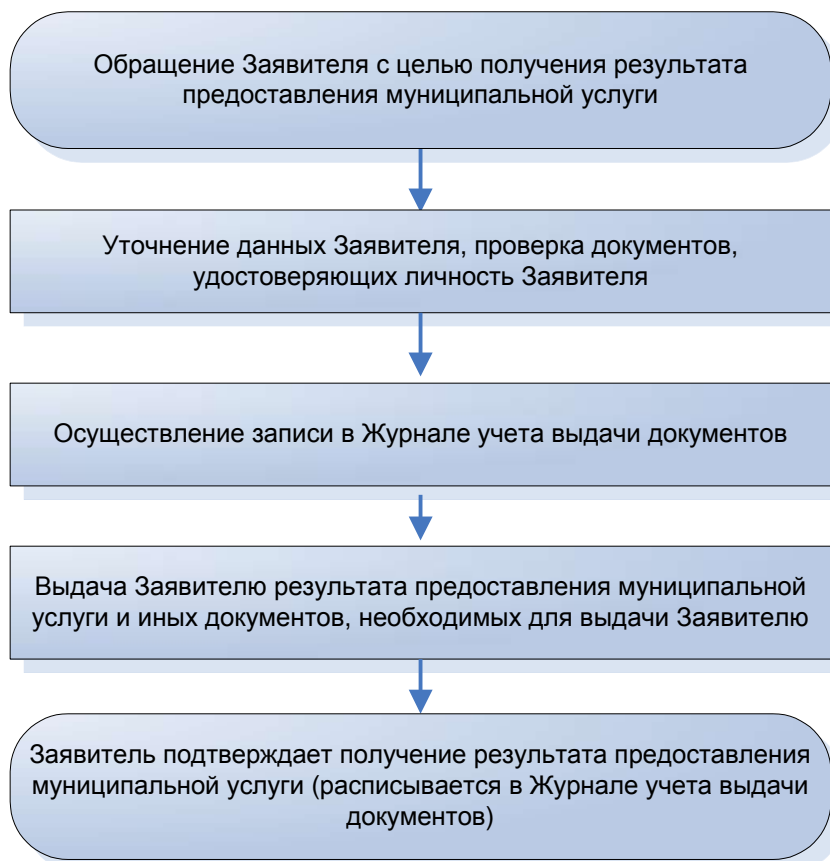 Обращение Заявителя с целью получения результата
предоставления муниципальной услуги
Уточнение данных Заявителя, проверка документов,
удостоверяющих личность Заявителя
Осуществление записи в Журнале учета выдачи документов
Выдача Заявителю результата предоставления муниципальной
услуги и иных документов, необходимых для выдачи Заявителю
Заявитель подтверждает получение результата предоставления
муниципальной услуги (расписывается в Журнале учета выдачи
документов)